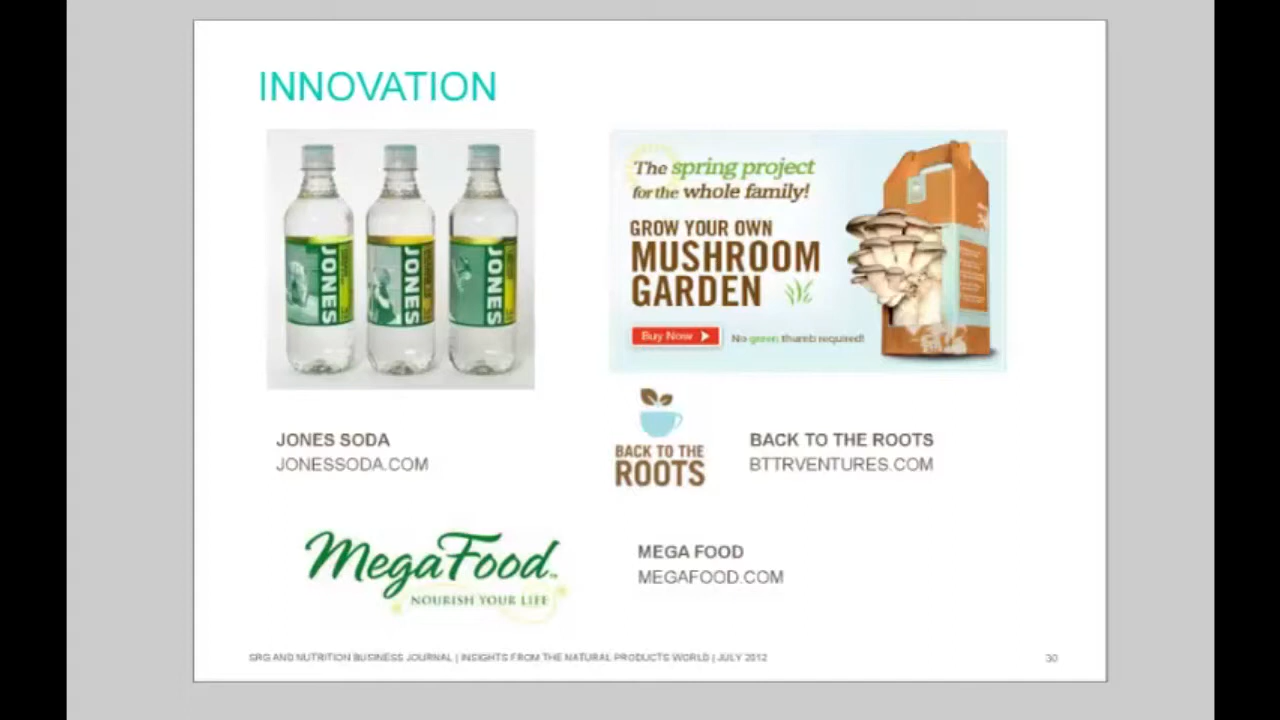 INNOVATION
JONES
JONES
JONES
The spring project
for the whole family!
GROW YOUR OWN
MUSHROOM
GARDEN
Buy Now
No green thumb required!
JONES SODA
JONESSODA.COM
BACK TO THE
ROOTS
BACK TO THE ROOTS
BTTRVENTURES.COM
MegaFood™
NOURISH YOUR LIFE
MEGA FOOD
MEGAFOOD.COM
SRG AND NUTRITION BUSINESS JOURNAL | INSIGHTS FROM THE NATURAL PRODUCTS WORLD | JULY 2012
30